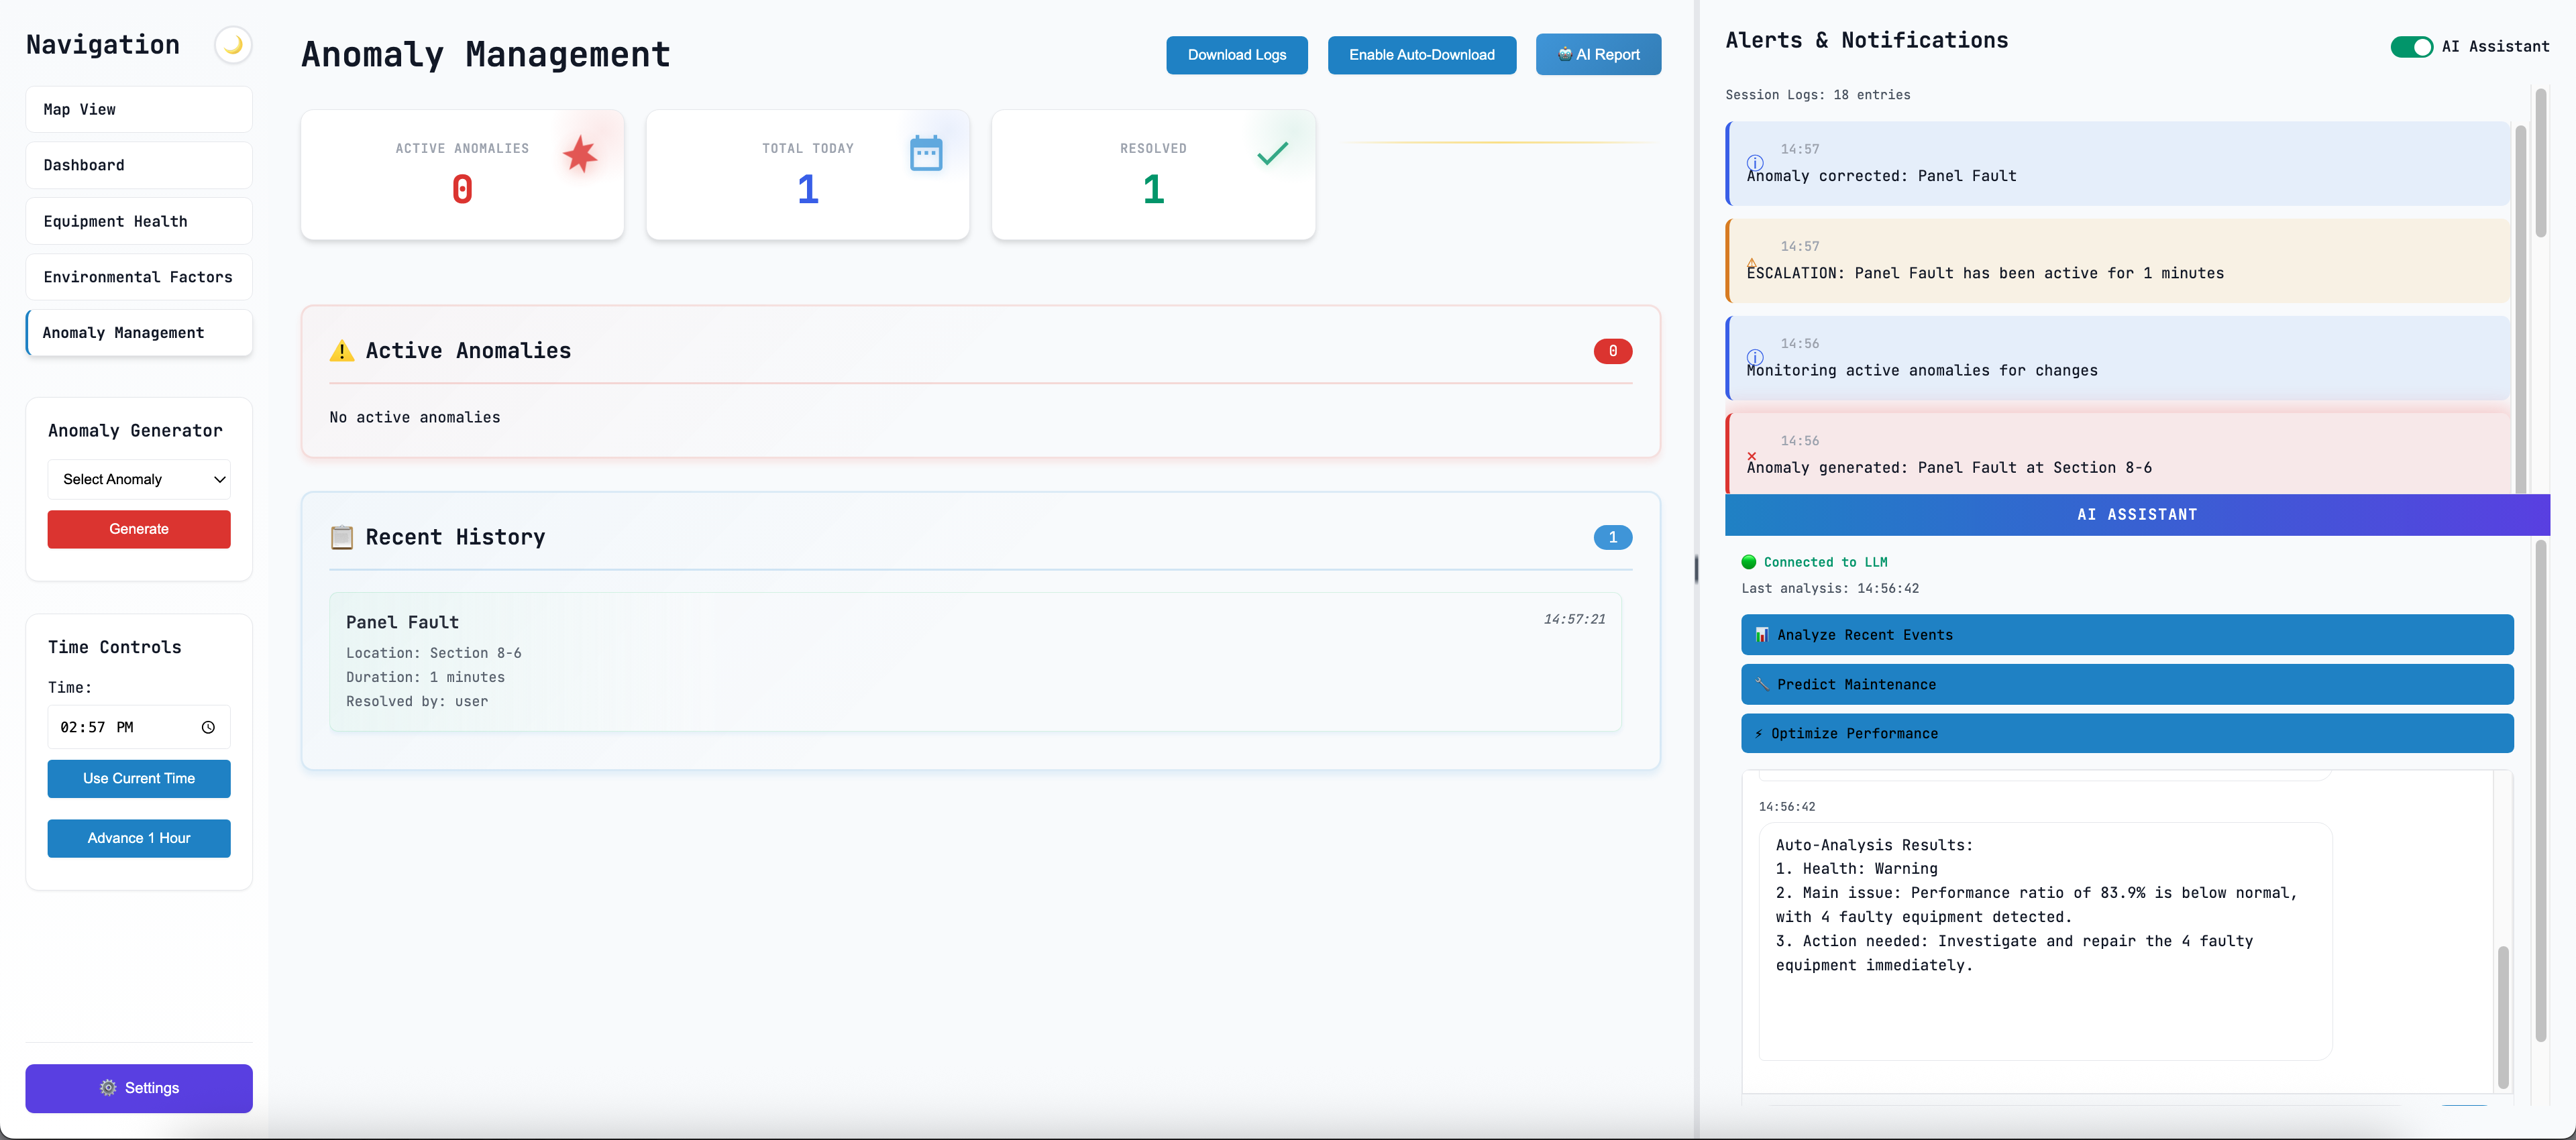 Navigation
Map View
Dashboard
Equipment Health
Environmental Factors
Anomaly Management
Anomaly Generator
Select Anomaly
Generate
Time Controls
Time:
02:57 PM
Use Current Time
Advance 1 Hour
Settings
Anomaly Management
Download Logs
Enable Auto-Download
AI Report
ACTIVE ANOMALIES
0
TOTAL TODAY
1
RESOLVED
1
Active Anomalies
0
No active anomalies
Recent History
1
Panel Fault
14:57:21
Location: Section 8-6
Duration: 1 minutes
Resolved by: user
Alerts & Notifications
AI Assistant
Session Logs: 18 entries
14:57
Anomaly corrected: Panel Fault
14:57
ESCALATION: Panel Fault has been active for 1 minutes
14:56
Monitoring active anomalies for changes
14:56
Anomaly generated: Panel Fault at Section 8-6
AI ASSISTANT
Connected to LLM
Last analysis: 14:56:42
Analyze Recent Events
Predict Maintenance
Optimize Performance
14:56:42
Auto-Analysis Results:
1. Health: Warning
2. Main issue: Performance ratio of 83.9% is below normal,
with 4 faulty equipment detected.
3. Action needed: Investigate and repair the 4 faulty
equipment immediately.